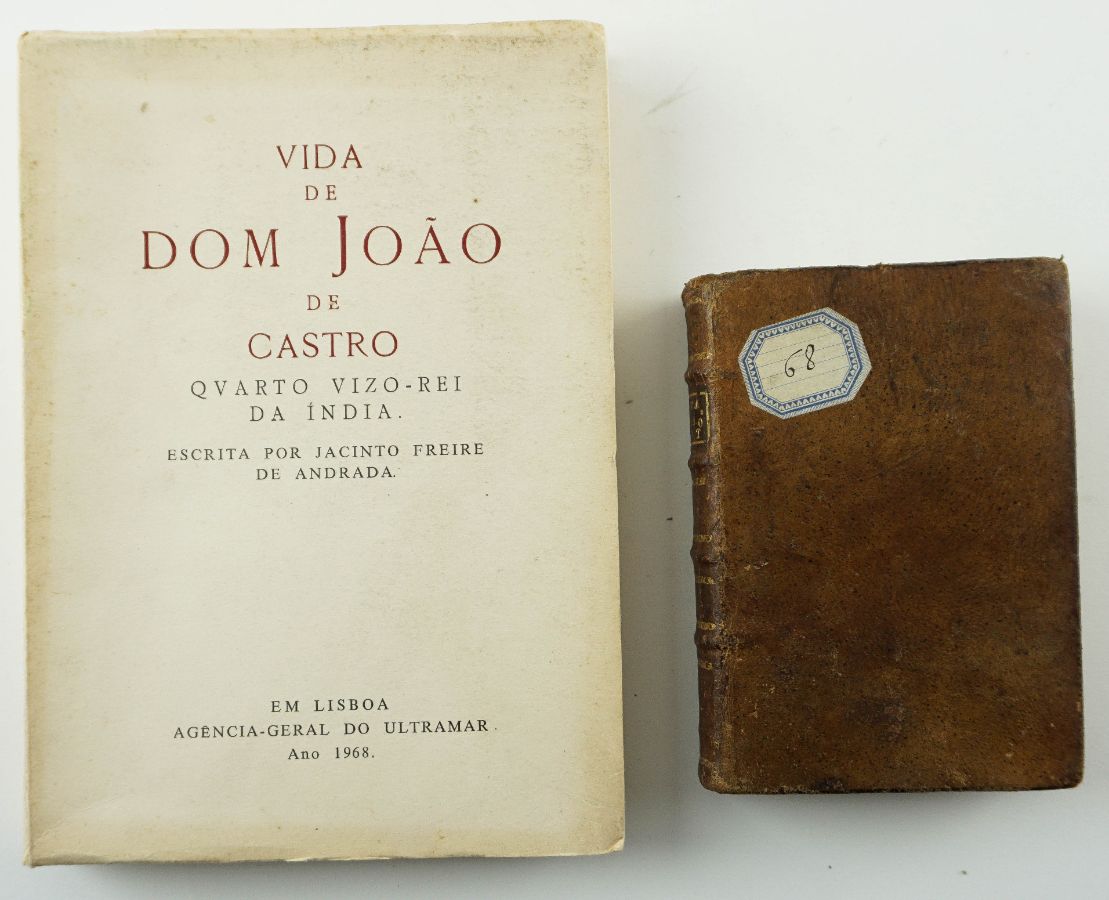 VIDA
DE
DOM JOÃO
DE
CASTRO
QVARTO VIZO-REI
DA ÍNDIA.
ESCRITA POR JACINTO FREIRE
DE ANDRADA.
EM LISBOA
AGÊNCIA-GERAL DO ULTRAMAR.
Ano 1968.
68